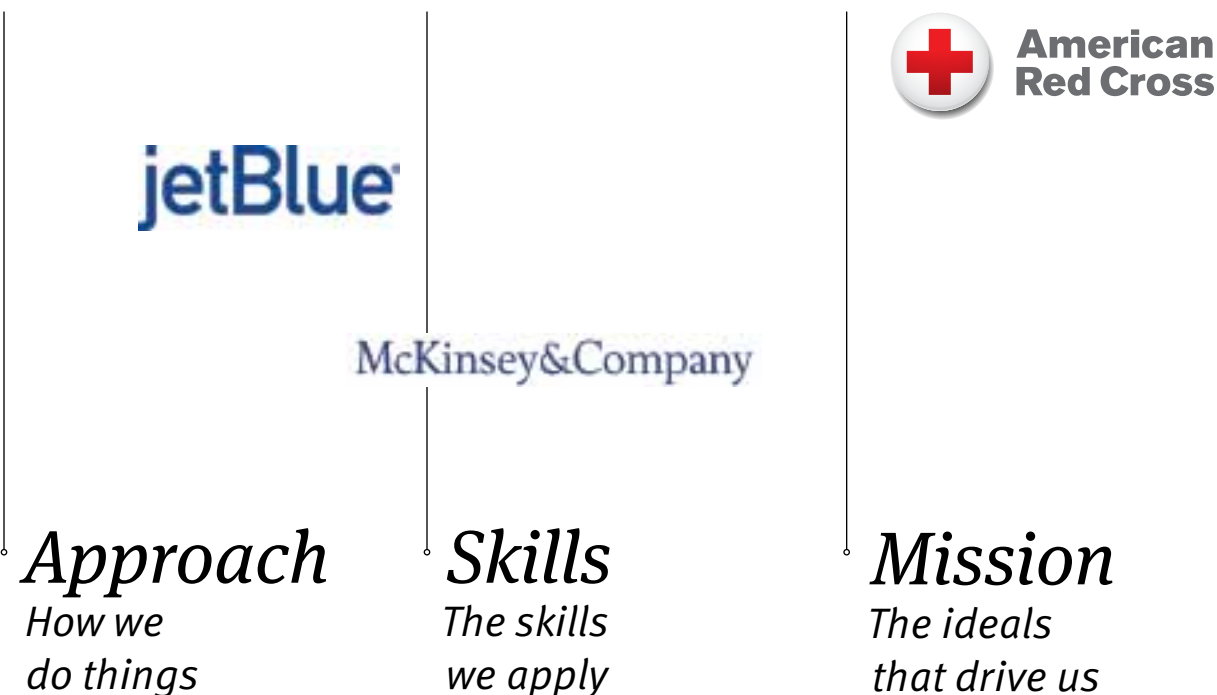 American
Red Cross
jetBlue
McKinsey&Company
Approach
How we
do things
Skills
The skills
we apply
Mission
The ideals
that drive us